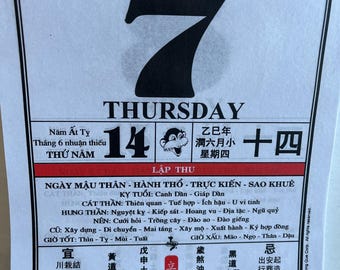 7
THURSDAY
Năm Ất Tỵ
Tháng 6 nhuận thiếu
THỨ NĂM
14
乙巳年
潤六月小
星期四
十四
LẬP THU
NGÀY MẬU THÂN - HÀNH THỔ - TRỰC KIẾN - SAO KHUÊ
KỴ TUỔI: Canh Dần - Giáp Dần
CÁT THẦN: Thiên quan - Tuế hợp - Ích hậu - U vi tinh
HUNG THẦN: Nguyệt kỵ - Kiếp sát - Hoang vu - Địa tặc - Ngũ quỷ
NÊN: Cưới hỏi - Trồng cây - Đào ao - Đào giếng
CỮ: Xây dựng - Di chuyển - Mai táng - Xây mộ - Xuất hành - Ký hợp đồng
GIỜ TỐT: Thìn - Tỵ - Mùi - Tuất
GIỜ XẤU: Mão - Ngọ - Thân - Dậu
宜
忌